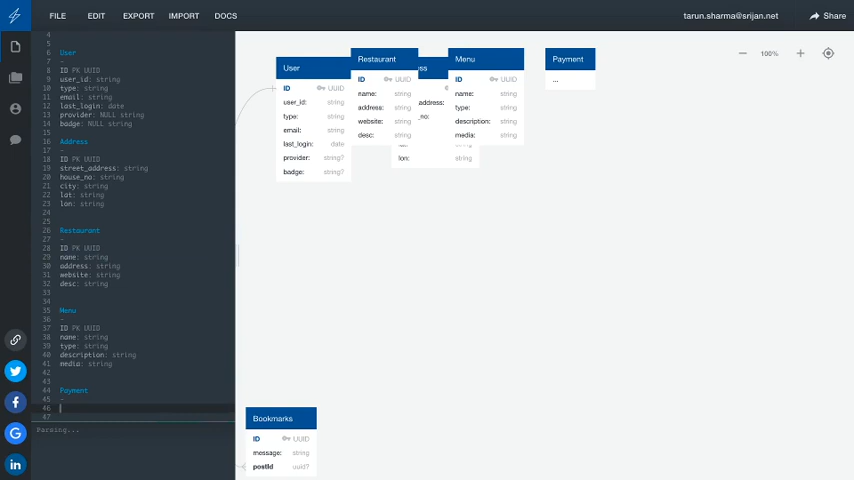 FILE EDIT EXPORT IMPORT DOCS tarun.sharma@srijan.net Share
4
5
6 User
7 -
8 ID PK UUID
9 user_id: string
10 type: string
11 email: string
12 last_login: date
13 provider: NULL string
14 badge: NULL string
15
16 Address
17 -
18 ID PK UUID
19 street_address: string
20 house_no: string
21 city: string
22 lat: string
23 lon: string
24
25
26 Restaurant
27 -
28 ID PK UUID
29 name: string
30 address: string
31 website: string
32 desc: string
33
34
35 Menu
36 -
37 ID PK UUID
38 name: string
39 type: string
40 description: string
41 media: string
42
43
44 Payment
45 -
46
47
Parsing...
User
ID UUID
user_id: string
type: string
email: string
last_login: date
provider: string?
badge: string?
Restaurant
ID UUID
name: string
address: string
website: string
desc: string
ss
address:
_no:
string
lon: string
Menu
ID UUID
name: string
type: string
description: string
media: string
Payment
...
100%
Bookmarks
ID UUID
message: string
postId uuid?